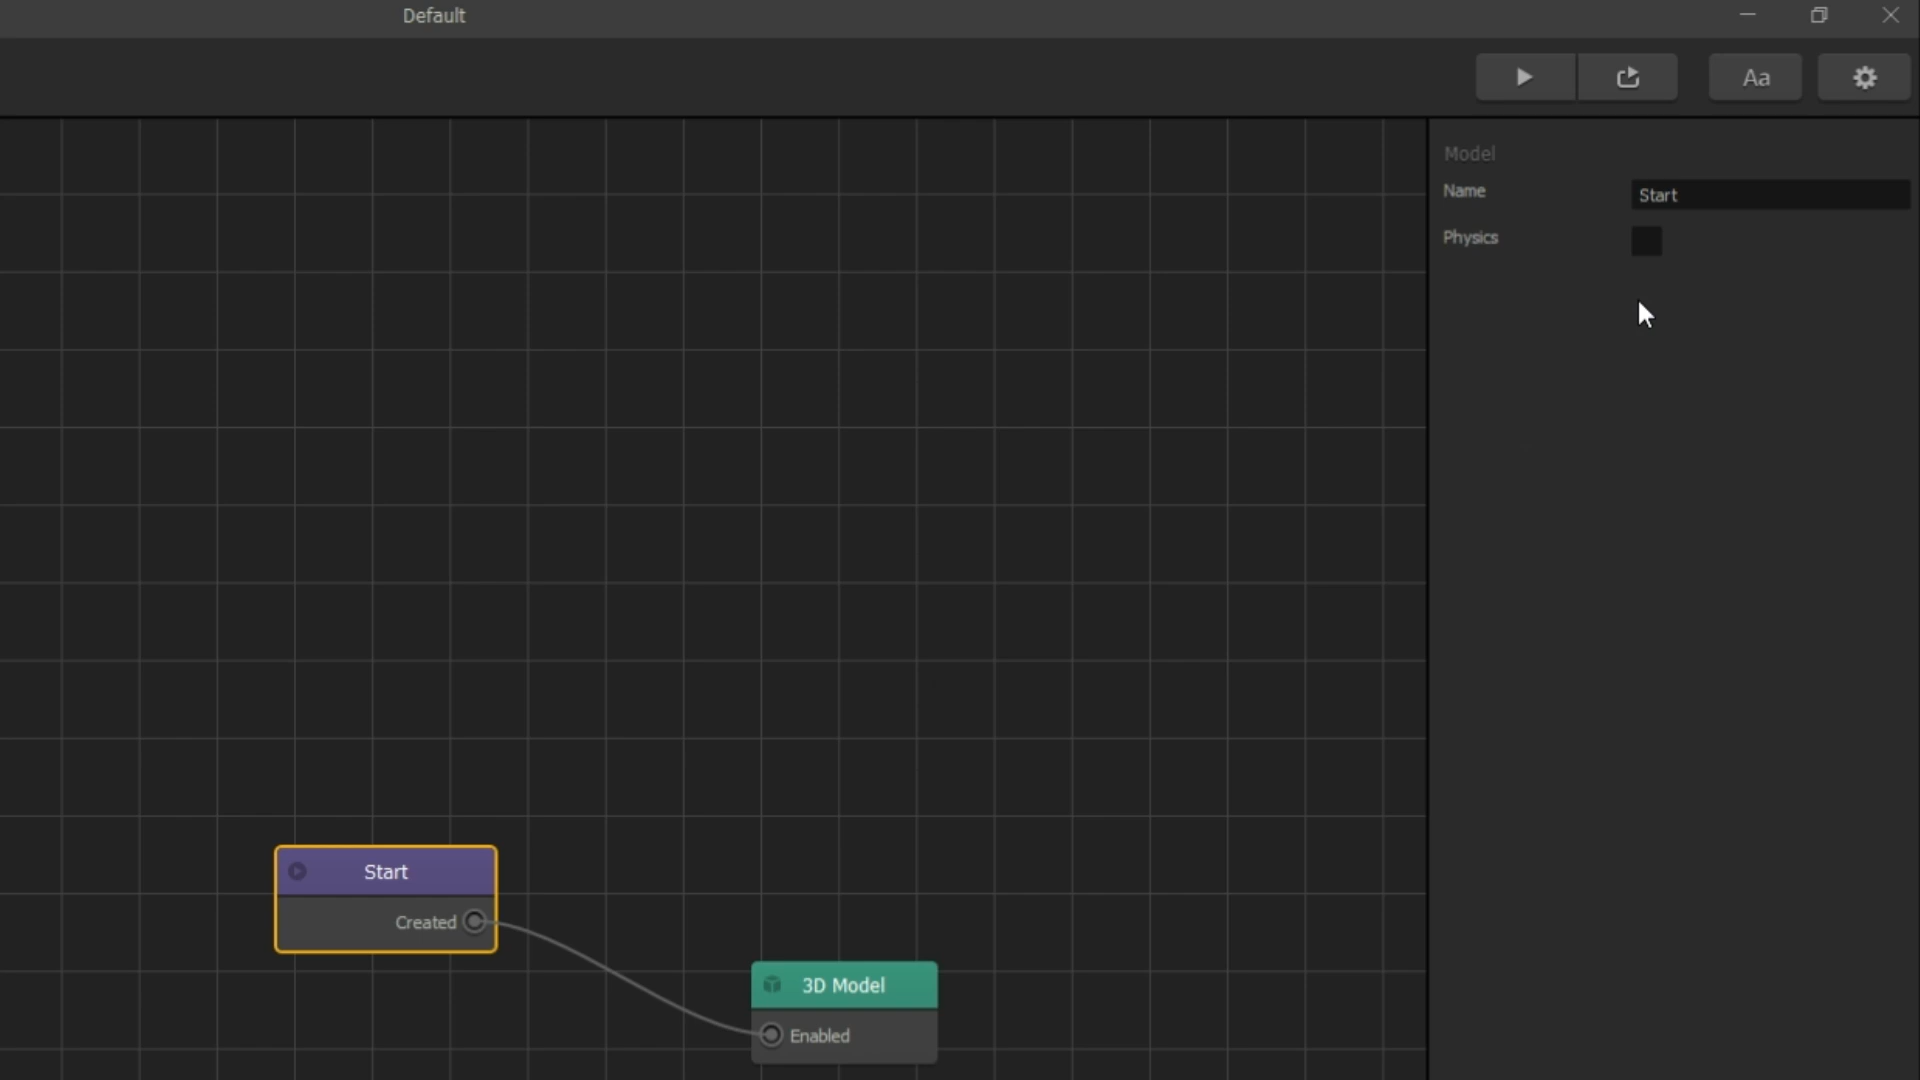 Default
Aa
Model
Name
Start
Physics
Start
Created
3D Model
Enabled